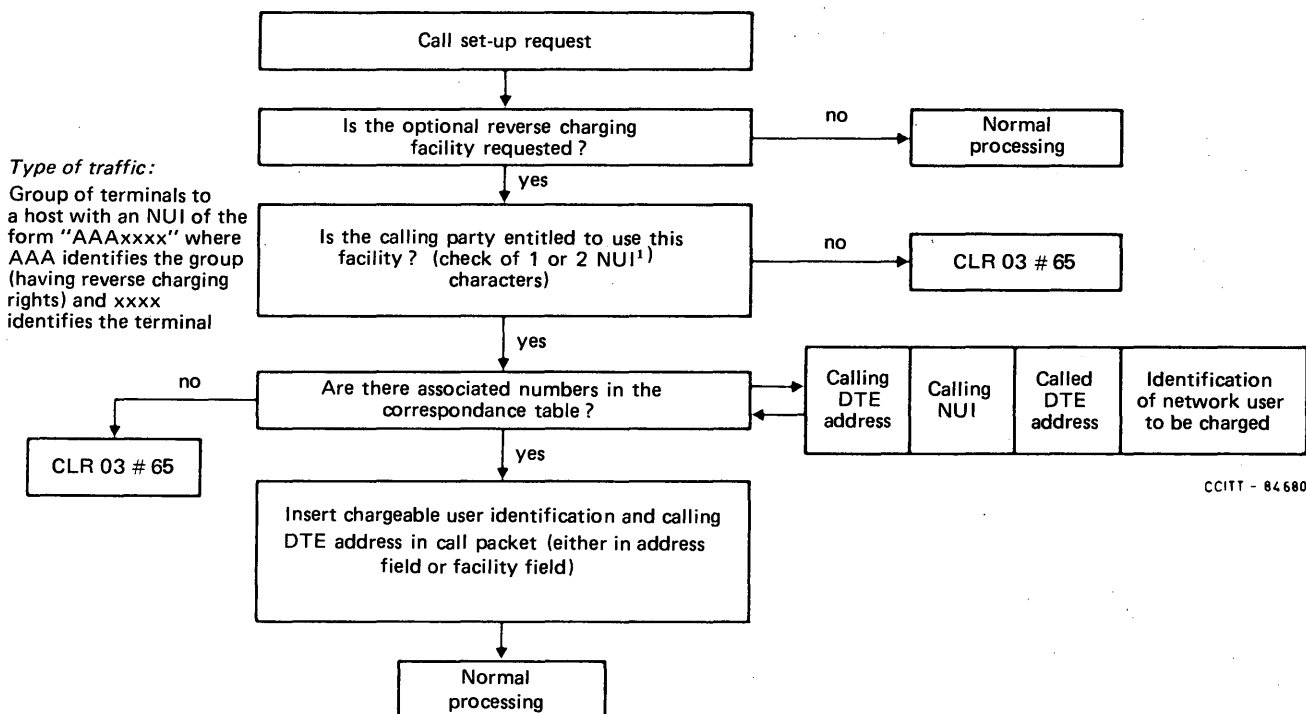 Call set-up request
Is the optional reverse charging
facility requested ?
no
Normal
processing
yes
Type of traffic:
Group of terminals to
a host with an NUI of the
form "AAAxxxx" where
AAA identifies the group
(having reverse charging
rights) and xxxx
identifies the terminal
Is the calling party entitled to use this
facility ? (check of 1 or 2 NUI¹)
characters)
no
CLR 03 # 65
yes
Are there associated numbers in the
correspondance table ?
no
CLR 03 # 65
Calling
DTE
address
Calling
NUI
Called
DTE
address
Identification
of network user
to be charged
yes
CCITT - 84680
Insert chargeable user identification and calling
DTE address in call packet (either in address
field or facility field)
Normal
processing